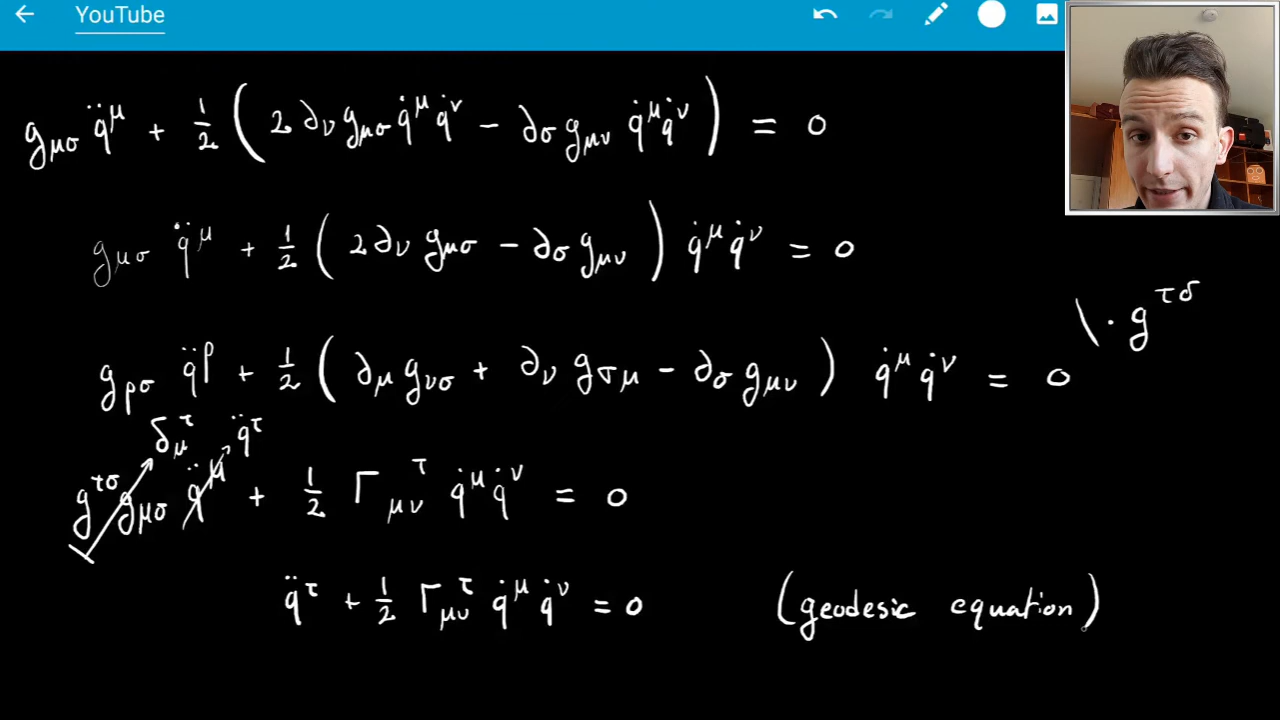 YouTube
g_{μσ} q̈^μ + 1/2 ( 2 ∂_ν g_{μσ} q̇^μ q̇^ν − ∂_σ g_{μν} q̇^μ q̇^ν ) = 0
g_{μσ} q̈^μ + 1/2 ( 2 ∂_ν g_{μσ} − ∂_σ g_{μν} ) q̇^μ q̇^ν = 0
\ · g^{τσ}
g_{ρσ} q̈^ρ + 1/2 ( ∂_μ g_{νσ} + ∂_ν g_{σμ} − ∂_σ g_{μν} ) q̇^μ q̇^ν = 0
δ_μ^τ q̈^τ
g^{τσ} g_{μσ} q̈^μ + 1/2 Γ_{μν}^τ q̇^μ q̇^ν = 0
q̈^τ + 1/2 Γ_{μν}^τ q̇^μ q̇^ν = 0 (geodesic equation)